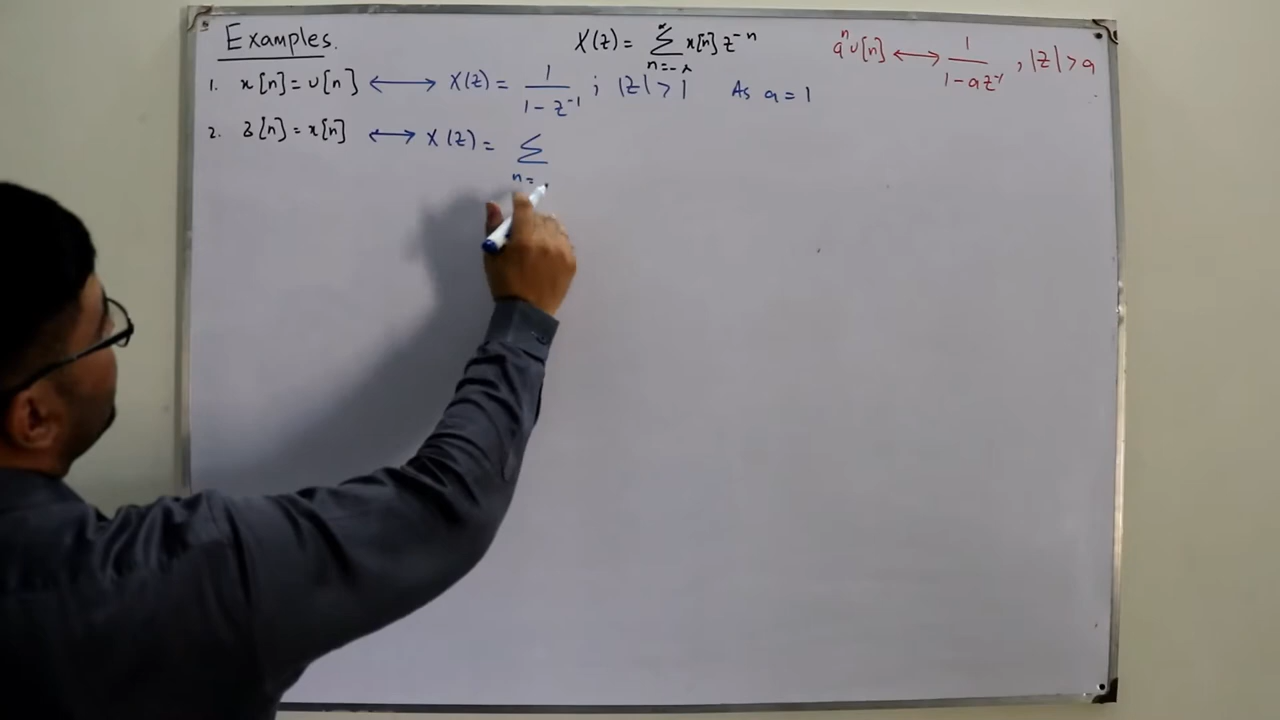 Examples.
X(z) = ∞ Σ n=-∞ x[n] z^-n
a^n u[n] ↔ 1 / 1 - az^-1 , |z| > a
1. x[n] = u[n] ↔ X(z) = 1 / 1 - z^-1 ; |z| > 1 As a = 1
2. δ[n] = x[n] ↔ X(z) = Σ n=